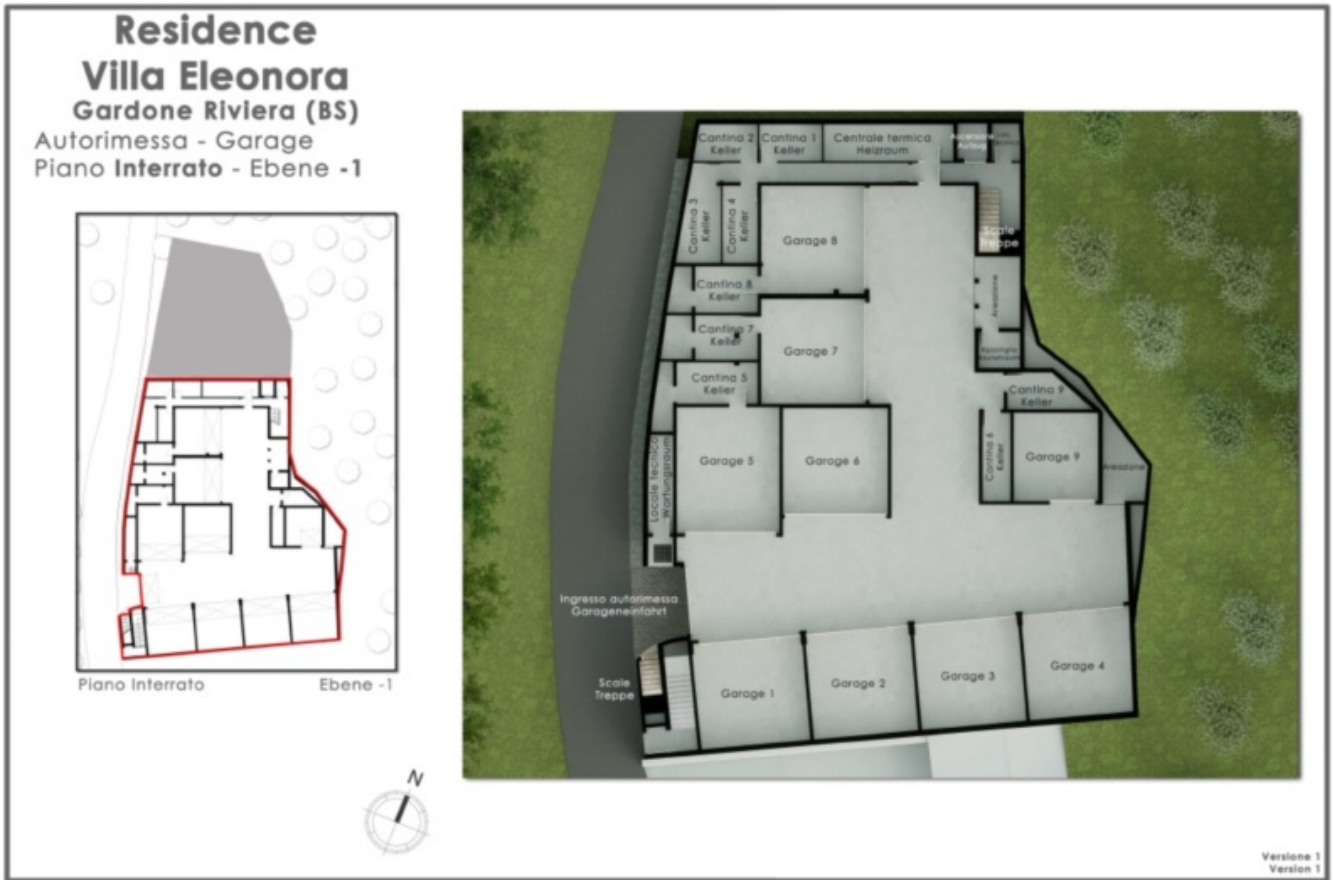 Residence
Villa Eleonora
Gardone Riviera (BS)
Autorimessa - Garage
Piano Interrato - Ebene -1
Piano Interrato
Ebene -1
N
Cantina 2
Keller
Cantina 1
Keller
Centrale termica
Heizraum
Aufzug
Cantina 3
Keller
Cantina 4
Keller
Garage 8
Scale
Treppe
Cantina 8
Keller
Areazione
Cantina 7
Keller
Garage 7
Cantina 5
Keller
Cantina 9
Keller
Locale tecnico
Wartungsraum
Garage 5
Garage 6
Cantina 6
Keller
Garage 9
Areazione
Ingresso autorimessa
Garageneinfahrt
Scale
Treppe
Garage 1
Garage 2
Garage 3
Garage 4
Versione 1
Version 1